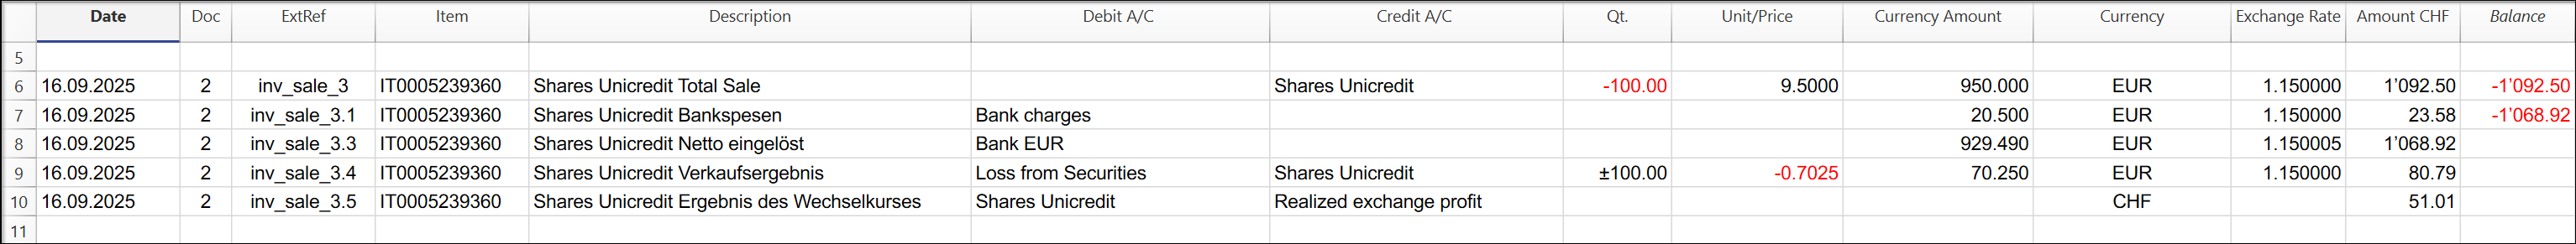 Date Doc ExtRef Item Description Debit A/C Credit A/C Qt. Unit/Price Currency Amount Currency Exchange Rate Amount CHF Balance
5
6 16.09.2025 2 inv_sale_3 IT0005239360 Shares Unicredit Total Sale Shares Unicredit -100.00 9.5000 950.000 EUR 1.150000 1'092.50 -1'092.50
7 16.09.2025 2 inv_sale_3.1 IT0005239360 Shares Unicredit Bankspesen Bank charges 20.500 EUR 1.150000 23.58 -1'068.92
8 16.09.2025 2 inv_sale_3.3 IT0005239360 Shares Unicredit Netto eingelöst Bank EUR 929.490 EUR 1.150005 1'068.92
9 16.09.2025 2 inv_sale_3.4 IT0005239360 Shares Unicredit Verkaufsergebnis Loss from Securities Shares Unicredit ±100.00 -0.7025 70.250 EUR 1.150000 80.79
10 16.09.2025 2 inv_sale_3.5 IT0005239360 Shares Unicredit Ergebnis des Wechselkurses Shares Unicredit Realized exchange profit CHF 51.01
11